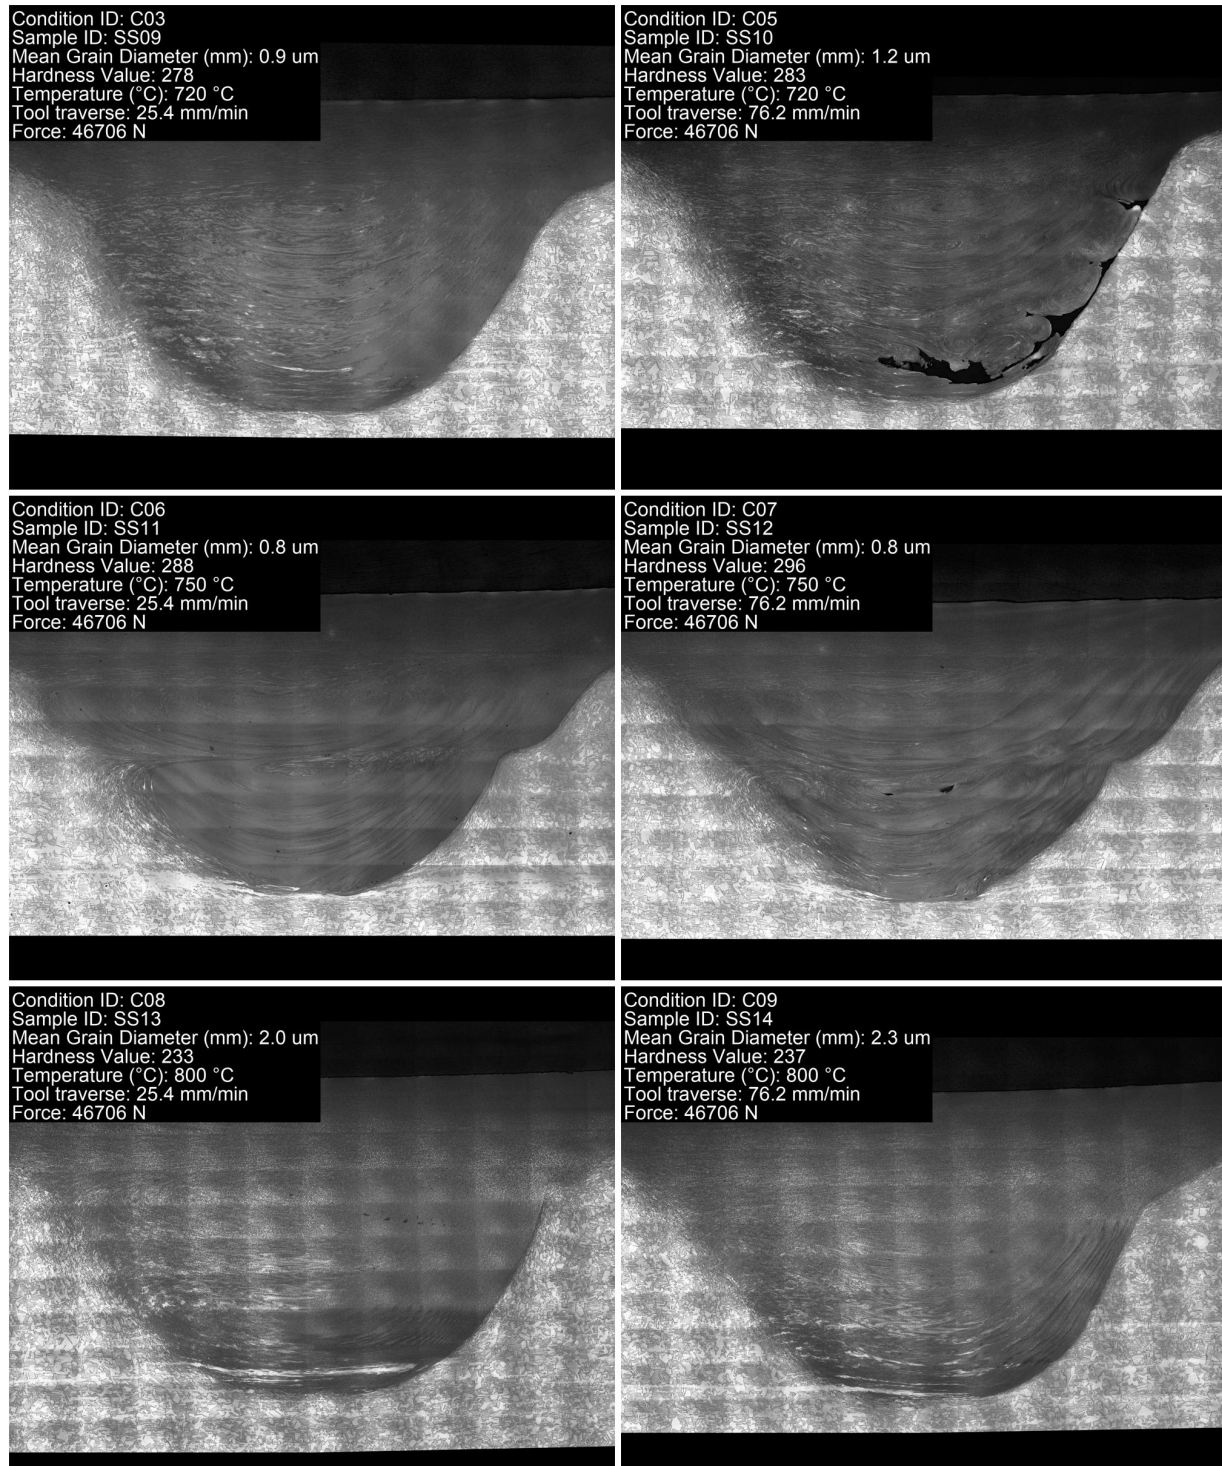 Condition ID: C03
Sample ID: SS09
Mean Grain Diameter (mm): 0.9 um
Hardness Value: 278
Temperature (°C): 720 °C
Tool traverse: 25.4 mm/min
Force: 46706 N
Condition ID: C05
Sample ID: SS10
Mean Grain Diameter (mm): 1.2 um
Hardness Value: 283
Temperature (°C): 720 °C
Tool traverse: 76.2 mm/min
Force: 46706 N
Condition ID: C06
Sample ID: SS11
Mean Grain Diameter (mm): 0.8 um
Hardness Value: 288
Temperature (°C): 750 °C
Tool traverse: 25.4 mm/min
Force: 46706 N
Condition ID: C07
Sample ID: SS12
Mean Grain Diameter (mm): 0.8 um
Hardness Value: 296
Temperature (°C): 750 °C
Tool traverse: 76.2 mm/min
Force: 46706 N
Condition ID: C08
Sample ID: SS13
Mean Grain Diameter (mm): 2.0 um
Hardness Value: 233
Temperature (°C): 800 °C
Tool traverse: 25.4 mm/min
Force: 46706 N
Condition ID: C09
Sample ID: SS14
Mean Grain Diameter (mm): 2.3 um
Hardness Value: 237
Temperature (°C): 800 °C
Tool traverse: 76.2 mm/min
Force: 46706 N